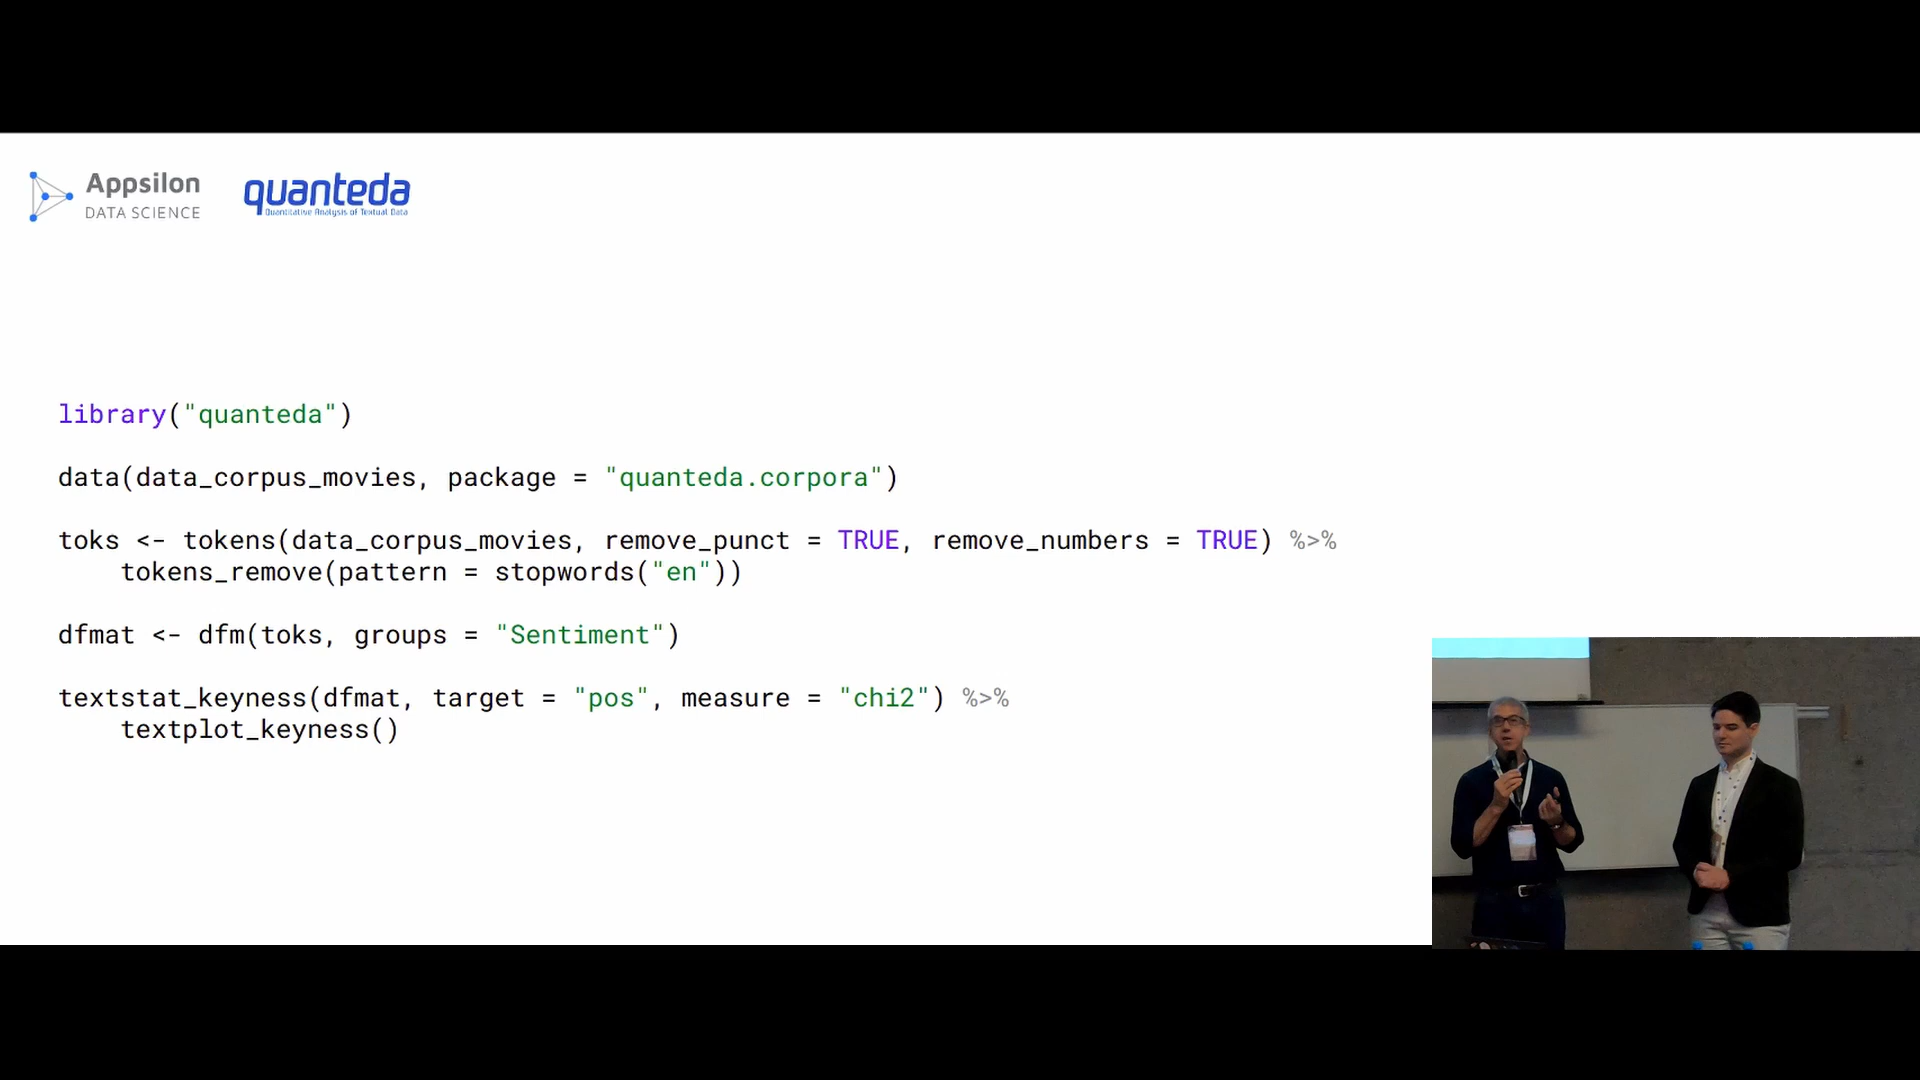 Appsilon
DATA SCIENCE
quanteda
Quantitative Analysis of Textual Data
library("quanteda")
data(data_corpus_movies, package = "quanteda.corpora")
toks <- tokens(data_corpus_movies, remove_punct = TRUE, remove_numbers = TRUE) %>%
    tokens_remove(pattern = stopwords("en"))
dfmat <- dfm(toks, groups = "Sentiment")
textstat_keyness(dfmat, target = "pos", measure = "chi2") %>%
    textplot_keyness()